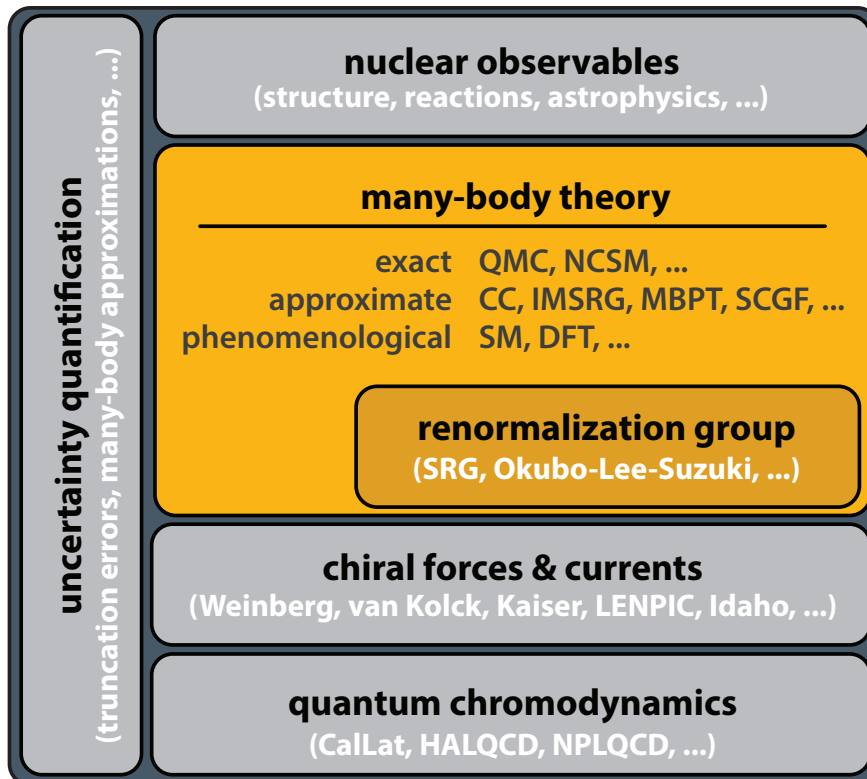 uncertainty quantification
(truncation errors, many-body approximations, ...)
nuclear observables
(structure, reactions, astrophysics, ...)
many-body theory
exact QMC, NCSM, ...
approximate CC, IMSRG, MBPT, SCGF, ...
phenomenological SM, DFT, ...
renormalization group
(SRG, Okubo-Lee-Suzuki, ...)
chiral forces & currents
(Weinberg, van Kolck, Kaiser, LENPIC, Idaho, ...)
quantum chromodynamics
(CalLat, HALQCD, NPLQCD, ...)